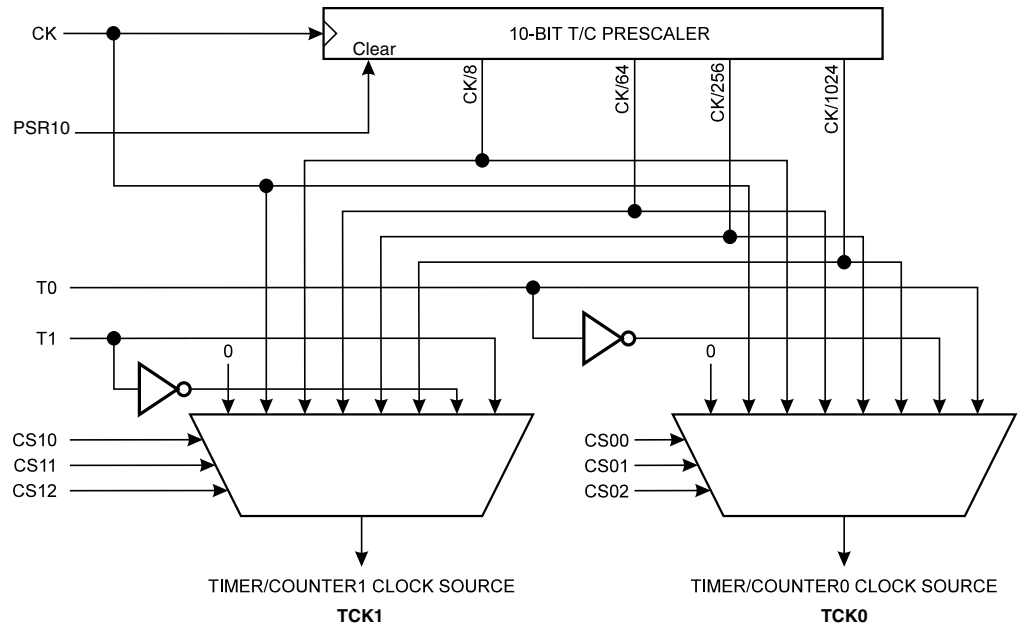 CK
10-BIT T/C PRESCALER
Clear
PSR10
CK/8
CK/64
CK/256
CK/1024
T0
T1
0
0
CS10
CS11
CS12
CS00
CS01
CS02
TIMER/COUNTER1 CLOCK SOURCE
TCK1
TIMER/COUNTER0 CLOCK SOURCE
TCK0